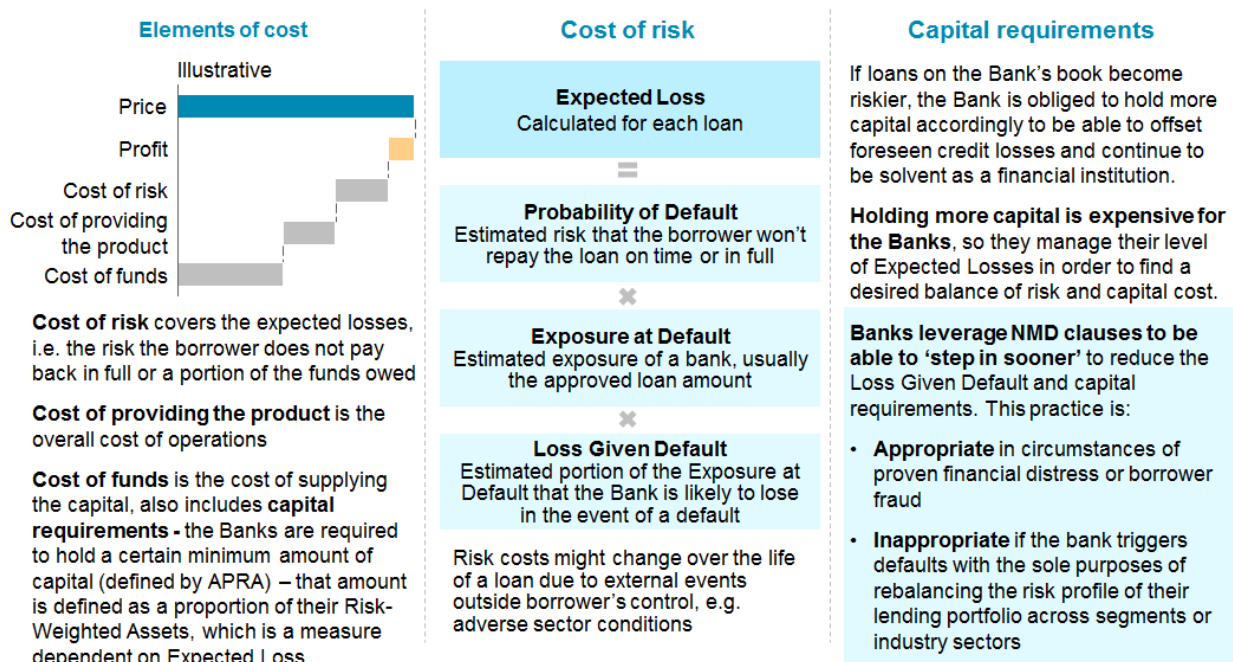 Elements of cost
Illustrative
Price
Profit
Cost of risk
Cost of providing
the product
Cost of funds
Cost of risk covers the expected losses,
i.e. the risk the borrower does not pay
back in full or a portion of the funds owed
Cost of providing the product is the
overall cost of operations
Cost of funds is the cost of supplying
the capital, also includes capital
requirements - the Banks are required
to hold a certain minimum amount of
capital (defined by APRA) – that amount
is defined as a proportion of their Risk-
Weighted Assets, which is a measure
dependent on Expected Loss
Cost of risk
Expected Loss
Calculated for each loan
=
Probability of Default
Estimated risk that the borrower won't
repay the loan on time or in full
×
Exposure at Default
Estimated exposure of a bank, usually
the approved loan amount
×
Loss Given Default
Estimated portion of the Exposure at
Default that the Bank is likely to lose
in the event of a default
Risk costs might change over the life
of a loan due to external events
outside borrower's control, e.g.
adverse sector conditions
Capital requirements
If loans on the Bank's book become
riskier, the Bank is obliged to hold more
capital accordingly to be able to offset
foreseen credit losses and continue to
be solvent as a financial institution.
Holding more capital is expensive for
the Banks, so they manage their level
of Expected Losses in order to find a
desired balance of risk and capital cost.
Banks leverage NMD clauses to be
able to 'step in sooner' to reduce the
Loss Given Default and capital
requirements. This practice is:
• Appropriate in circumstances of
proven financial distress or borrower
fraud
• Inappropriate if the bank triggers
defaults with the sole purposes of
rebalancing the risk profile of their
lending portfolio across segments or
industry sectors